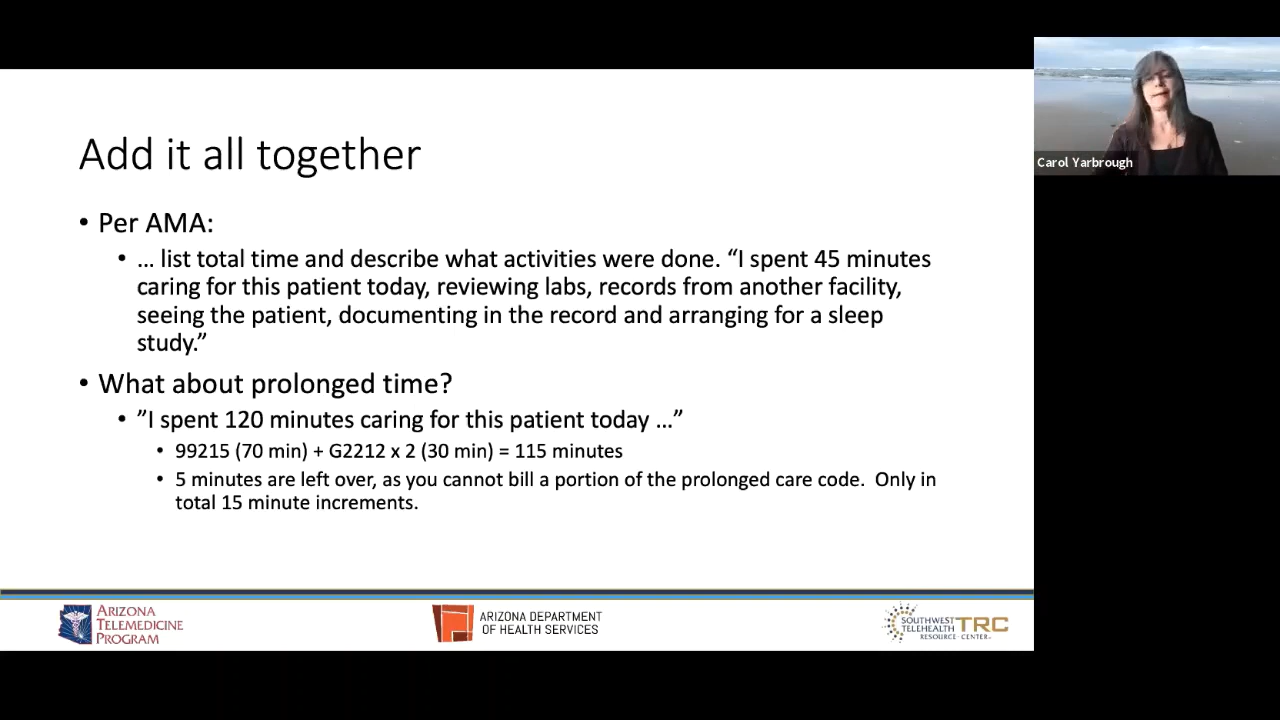 Add it all together
• Per AMA:
• … list total time and describe what activities were done. “I spent 45 minutes
caring for this patient today, reviewing labs, records from another facility,
seeing the patient, documenting in the record and arranging for a sleep
study.”
• What about prolonged time?
• ”I spent 120 minutes caring for this patient today …”
• 99215 (70 min) + G2212 x 2 (30 min) = 115 minutes
• 5 minutes are left over, as you cannot bill a portion of the prolonged care code.  Only in
total 15 minute increments.
Carol Yarbrough
ARIZONA
TELEMEDICINE
PROGRAM
ARIZONA DEPARTMENT
OF HEALTH SERVICES
SOUTHWEST
TELEHEALTH
RESOURCE CENTER
TRC